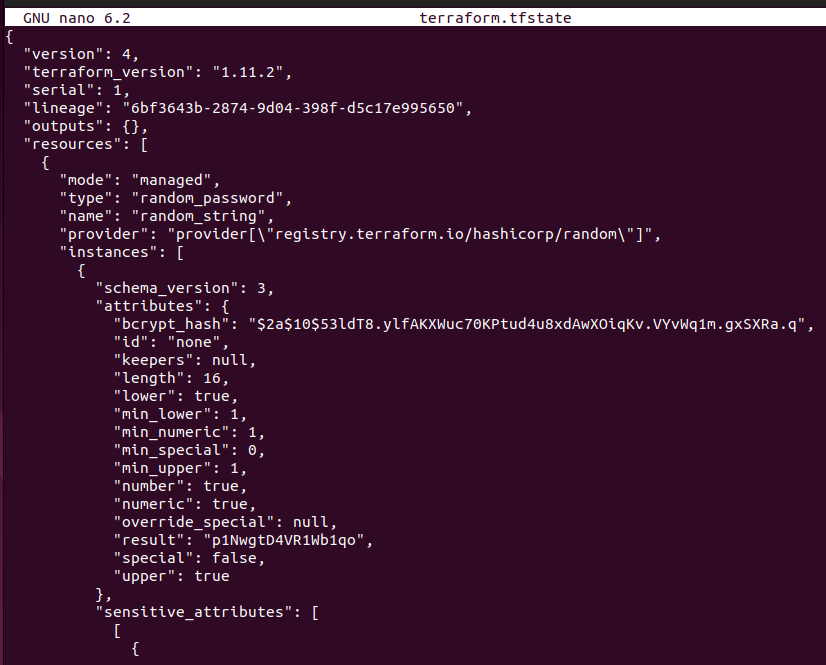 GNU nano 6.2 terraform.tfstate
{
  "version": 4,
  "terraform_version": "1.11.2",
  "serial": 1,
  "lineage": "6bf3643b-2874-9d04-398f-d5c17e995650",
  "outputs": {},
  "resources": [
    {
      "mode": "managed",
      "type": "random_password",
      "name": "random_string",
      "provider": "provider[\"registry.terraform.io/hashicorp/random\"]",
      "instances": [
        {
          "schema_version": 3,
          "attributes": {
            "bcrypt_hash": "$2a$10$53ldT8.ylfAKXWuc70KPtud4u8xdAwXOiqKv.VYvWq1m.gxSXRa.q",
            "id": "none",
            "keepers": null,
            "length": 16,
            "lower": true,
            "min_lower": 1,
            "min_numeric": 1,
            "min_special": 0,
            "min_upper": 1,
            "number": true,
            "numeric": true,
            "override_special": null,
            "result": "p1NwgtD4VR1Wb1qo",
            "special": false,
            "upper": true
          },
          "sensitive_attributes": [
            [
              {